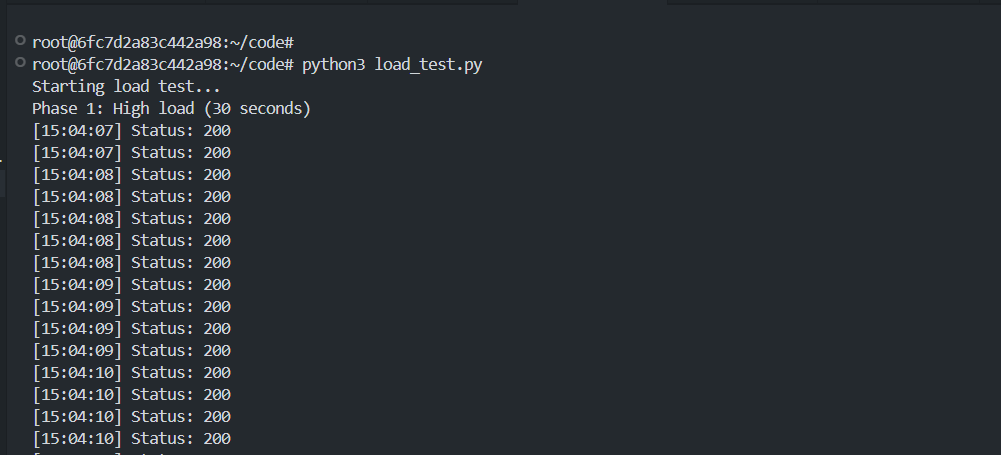 root@6fc7d2a83c442a98:~/code#
root@6fc7d2a83c442a98:~/code# python3 load_test.py
Starting load test...
Phase 1: High load (30 seconds)
[15:04:07] Status: 200
[15:04:07] Status: 200
[15:04:08] Status: 200
[15:04:08] Status: 200
[15:04:08] Status: 200
[15:04:08] Status: 200
[15:04:08] Status: 200
[15:04:09] Status: 200
[15:04:09] Status: 200
[15:04:09] Status: 200
[15:04:09] Status: 200
[15:04:10] Status: 200
[15:04:10] Status: 200
[15:04:10] Status: 200
[15:04:10] Status: 200